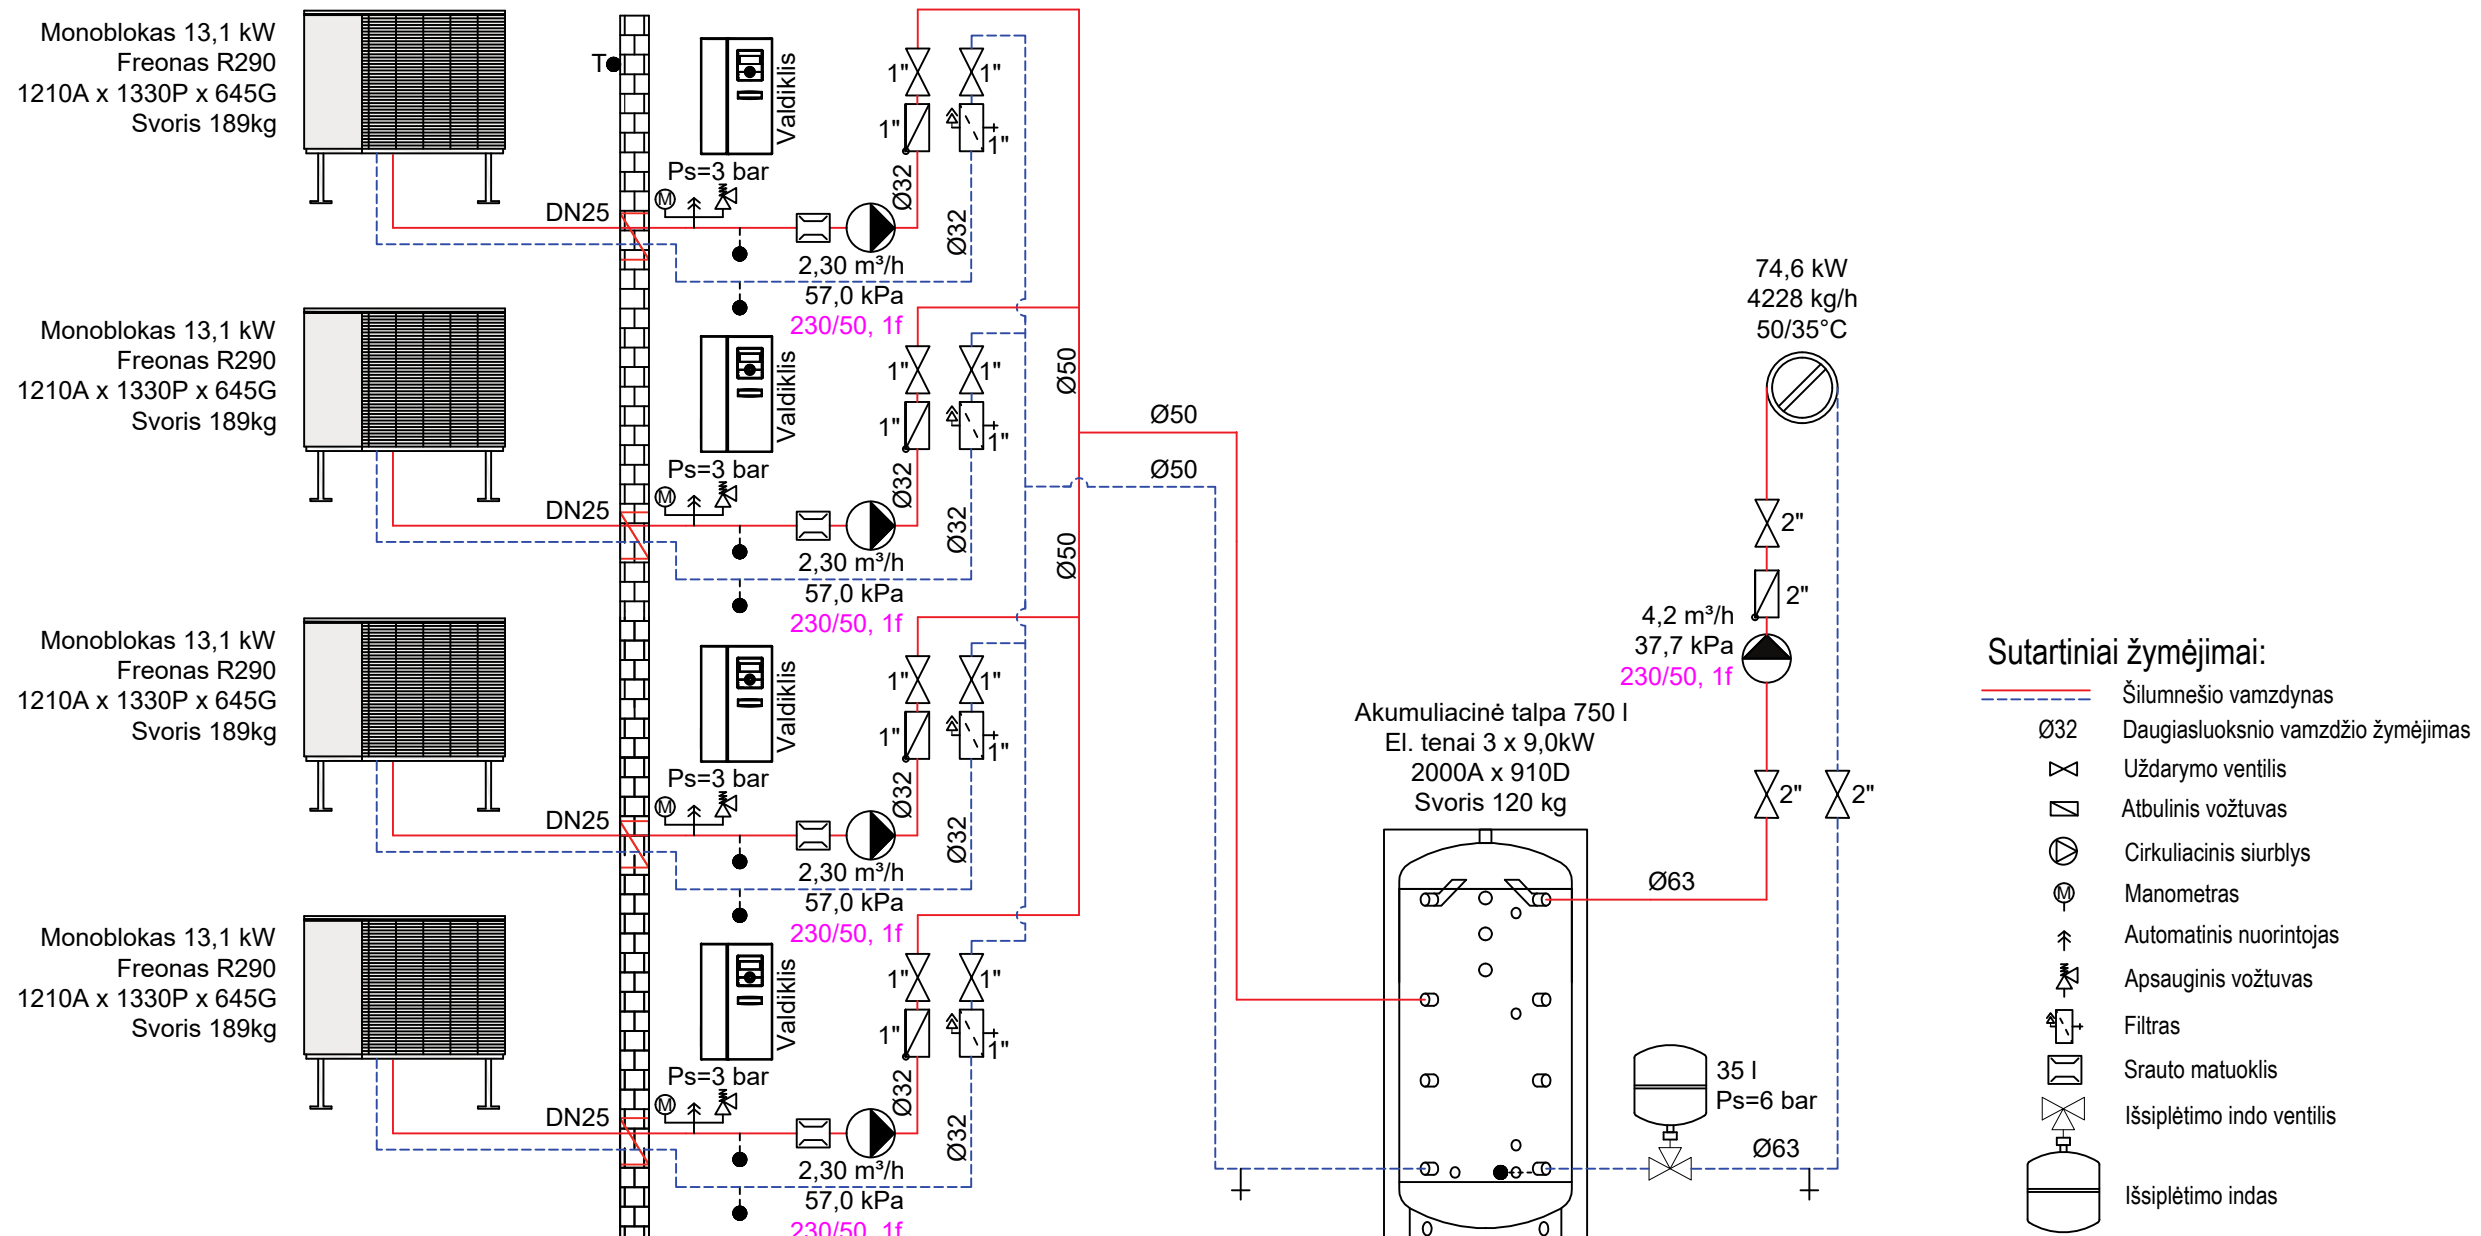 Monoblokas 13,1 kW
Freonas R290
1210A x 1330P x 645G
Svoris 189kg
T
DN25
Valdiklis
Ps=3 bar
M
2,30 m³/h
57,0 kPa
230/50, 1f
1"
1"
1"
1"
Ø32
Ø32
Monoblokas 13,1 kW
Freonas R290
1210A x 1330P x 645G
Svoris 189kg
DN25
Valdiklis
Ps=3 bar
M
2,30 m³/h
57,0 kPa
230/50, 1f
1"
1"
1"
1"
Ø32
Ø32
Monoblokas 13,1 kW
Freonas R290
1210A x 1330P x 645G
Svoris 189kg
DN25
Valdiklis
Ps=3 bar
M
2,30 m³/h
57,0 kPa
230/50, 1f
1"
1"
1"
1"
Ø32
Ø32
Monoblokas 13,1 kW
Freonas R290
1210A x 1330P x 645G
Svoris 189kg
DN25
Valdiklis
Ps=3 bar
M
2,30 m³/h
57,0 kPa
230/50, 1f
1"
1"
1"
1"
Ø32
Ø32
Ø50
Ø50
Ø50
Ø50
74,6 kW
4228 kg/h
50/35°C
2"
2"
4,2 m³/h
37,7 kPa
230/50, 1f
2"
2"
Akumuliacinė talpa 750 l
El. tenai 3 x 9,0kW
2000A x 910D
Svoris 120 kg
Ø63
35 l
Ps=6 bar
Ø63
Sutartiniai žymėjimai:
Šilumnešio vamzdynas
Ø32 Daugiasluoksnio vamzdžio žymėjimas
Uždarymo ventilis
Atbulinis vožtuvas
Cirkuliacinis siurblys
M Manometras
Automatinis nuorintojas
Apsauginis vožtuvas
Filtras
Srauto matuoklis
Išsiplėtimo indo ventilis
Išsiplėtimo indas